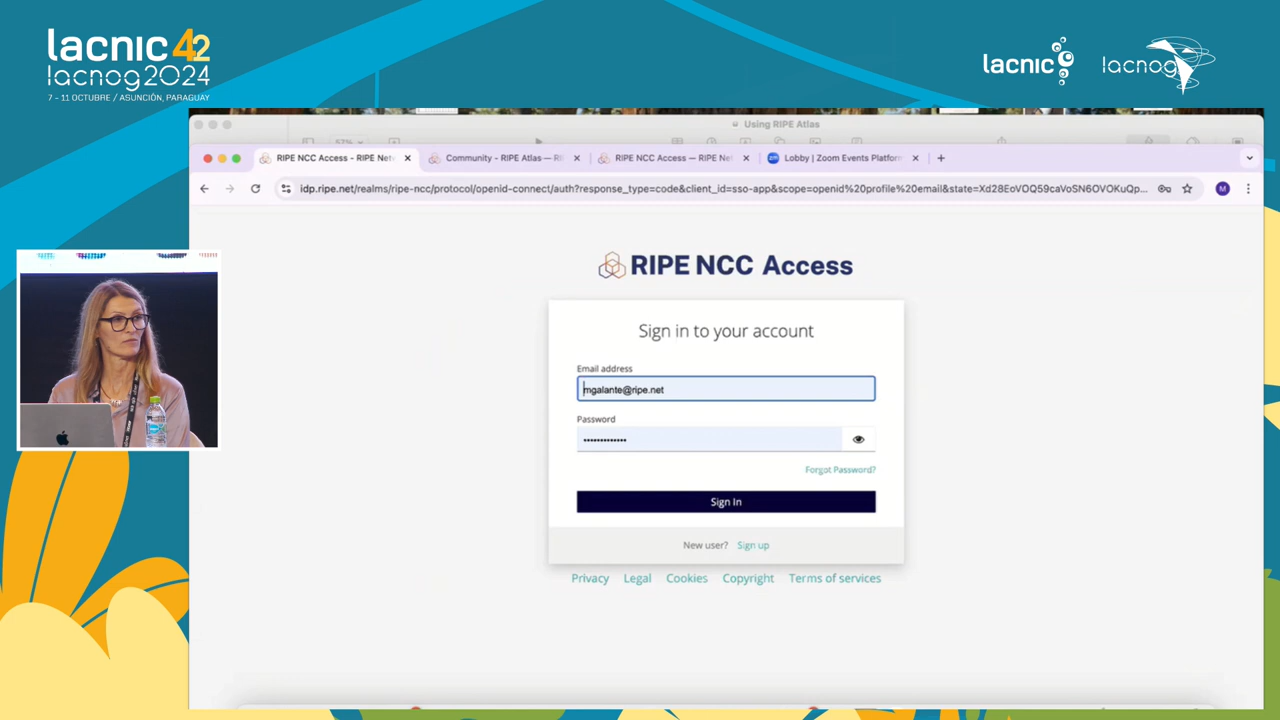 lacnic 42
lacnog2024
7 - 11 OCTUBRE / ASUNCIÓN, PARAGUAY
lacnic
lacnog
Using RIPE Atlas
57%
RIPE NCC Access - RIPE Net
Community - RIPE Atlas — RI
RIPE NCC Access — RIPE Net
zm
Lobby | Zoom Events Platform
idp.ripe.net/realms/ripe-ncc/protocol/openid-connect/auth?response_type=code&client_id=sso-app&scope=openid%20profile%20email&state=Xd28EoVOQ59caVoSN6OVOKuQp...
M
RIPE NCC Access
Sign in to your account
Email address
mgalante@ripe.net
Password
•••••••••••••
Forgot Password?
Sign In
New user? Sign up
Privacy Legal Cookies Copyright Terms of services